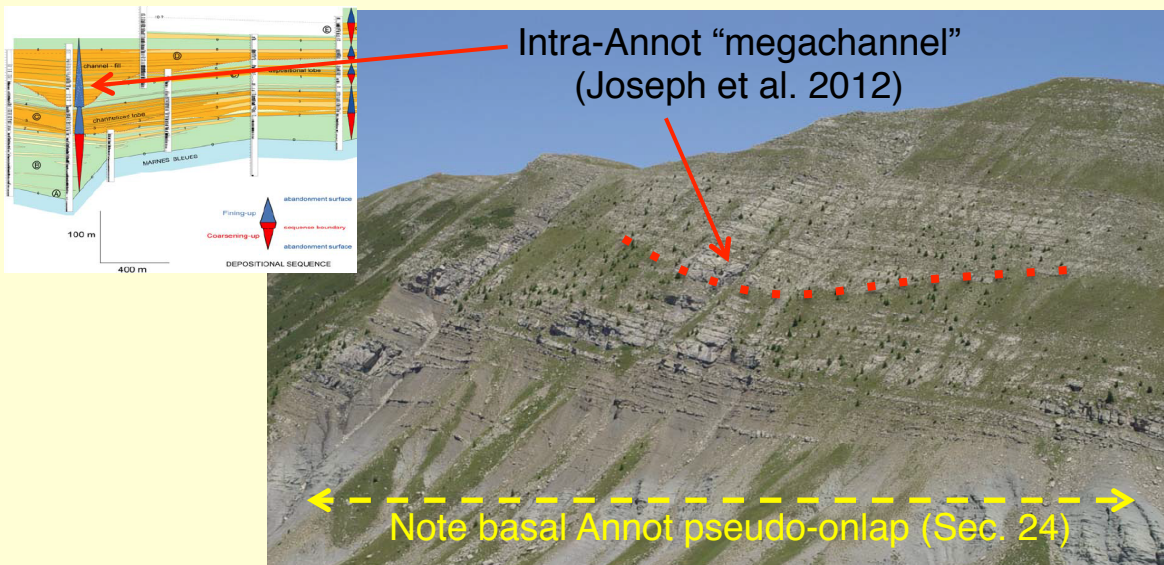 Intra-Annot “megachannel”
(Joseph et al. 2012)
E
D
channel - fill
C
depositional lobe
C
channelized lobe
B
MARNES BLEUES
A
abandonment surface
Fining-up
sequence boundary
100 m
Coarsening-up
abandonment surface
400 m
DEPOSITIONAL SEQUENCE
Note basal Annot pseudo-onlap (Sec. 24)